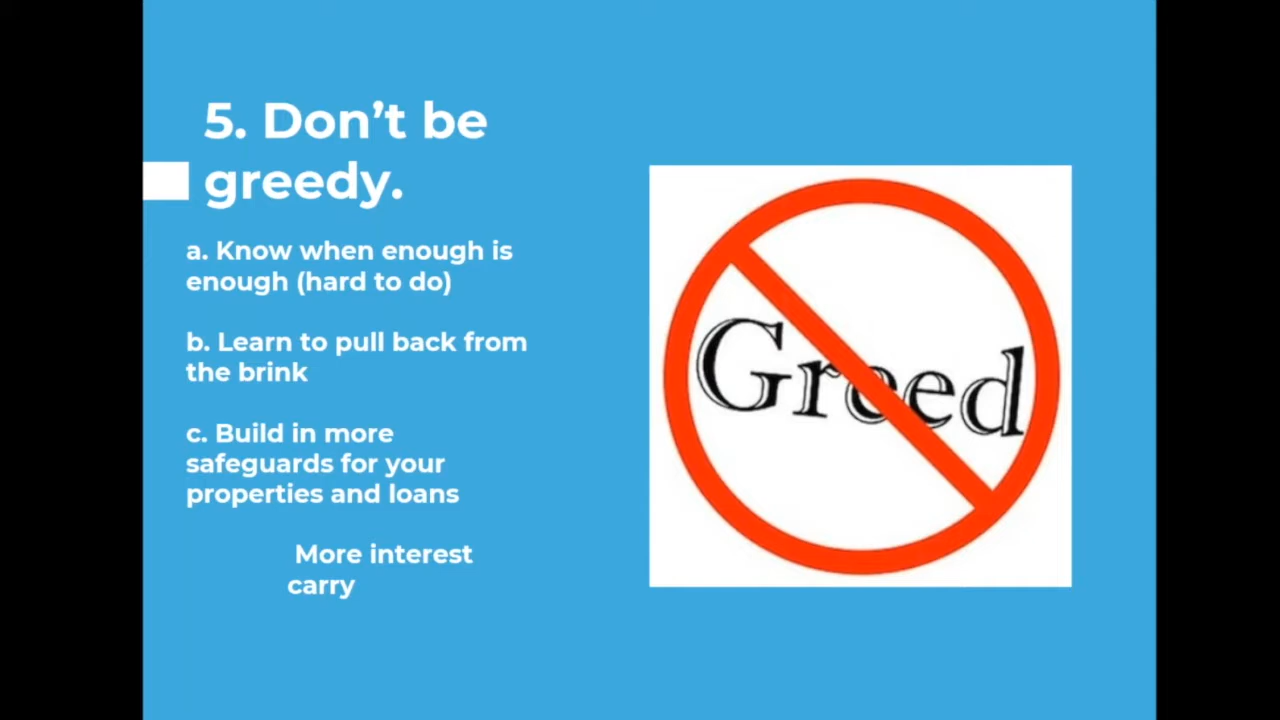 5. Don’t be
greedy.
a. Know when enough is
enough (hard to do)
b. Learn to pull back from
the brink
c. Build in more
safeguards for your
properties and loans
More interest
carry
Greed